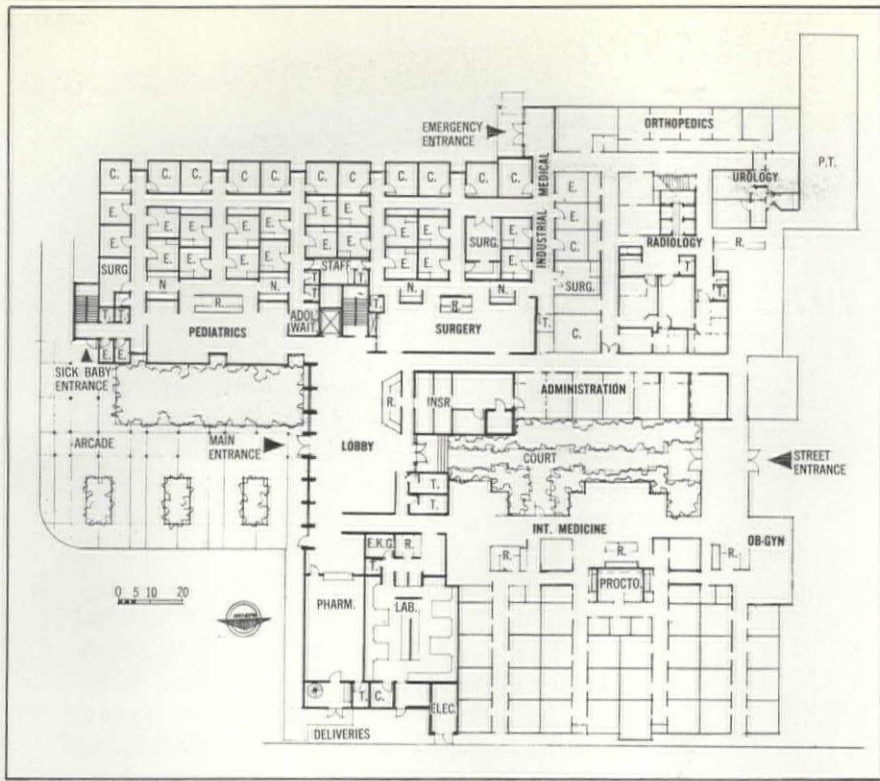 ORTHOPEDICS
EMERGENCY
ENTRANCE
P.T.
UROLOGY
INDUSTRIAL MEDICAL
C. C. C. C C. C. C. C. C. C.
E. E. E. E. E. E. E. E. E. E.
E. E. E. E. E. E. E. E. SURG. E.
E.
E.
C.
SURG.
C.
RADIOLOGY
R.
T.
T.
STAFF
T T
T
T
SURG.
N. R. N.
N. R. N.
T. T.
ADOL.
WAIT.
T.
T.
PEDIATRICS
SURGERY
E. E.
SICK BABY
ENTRANCE
ADMINISTRATION
R.
INSR.
ARCADE
MAIN
ENTRANCE
LOBBY
COURT
STREET
ENTRANCE
T.
T.
INT. MEDICINE
OB-GYN
E.K.G.
R.
T.
R.
R.
R.
PROCTO.
0 5 10 20
PHARM.
LAB.
T.
C.
ELEC.
DELIVERIES